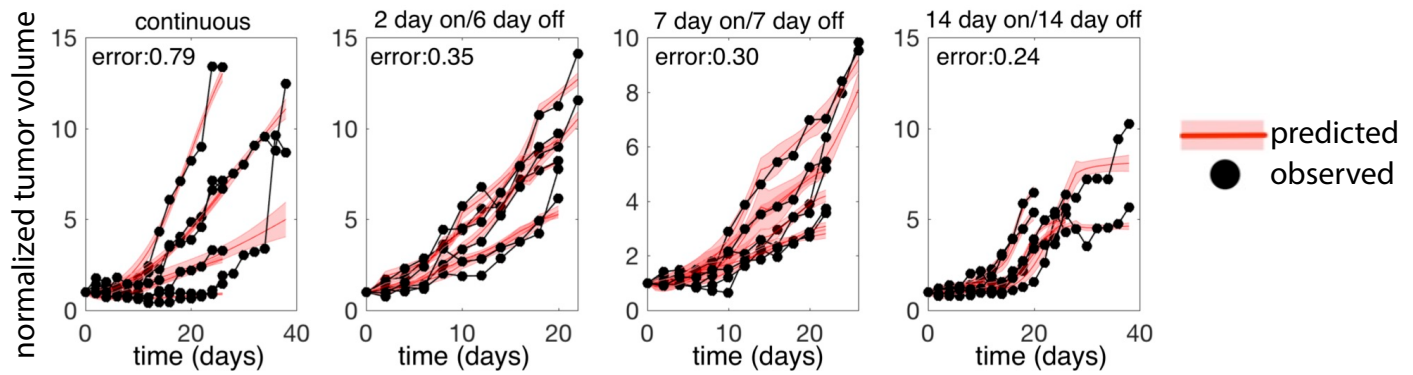 normalized tumor volume
continuous
error:0.79
15
10
5
0
0
20
40
time (days)
2 day on/6 day off
error:0.35
15
10
5
0
0
10
20
time (days)
7 day on/7 day off
error:0.30
10
8
6
4
2
0
0
10
20
time (days)
14 day on/14 day off
error:0.24
15
10
5
0
0
20
40
time (days)
predicted
observed